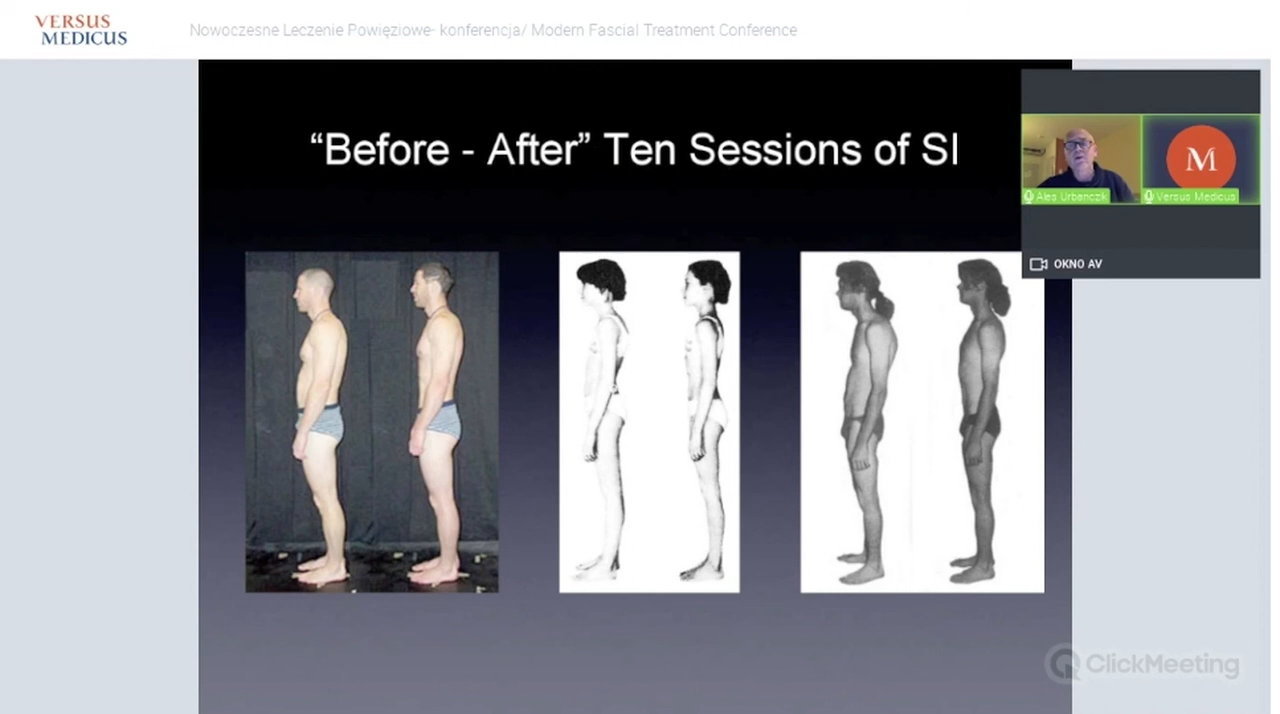 VERSUS
MEDICUS
Nowoczesne Leczenie Powięziowe- konferencja/ Modern Fascial Treatment Conference
“Before - After” Ten Sessions of SI
M
Ales Urbanczik
Versus Medicus
OKNO AV
ClickMeeting